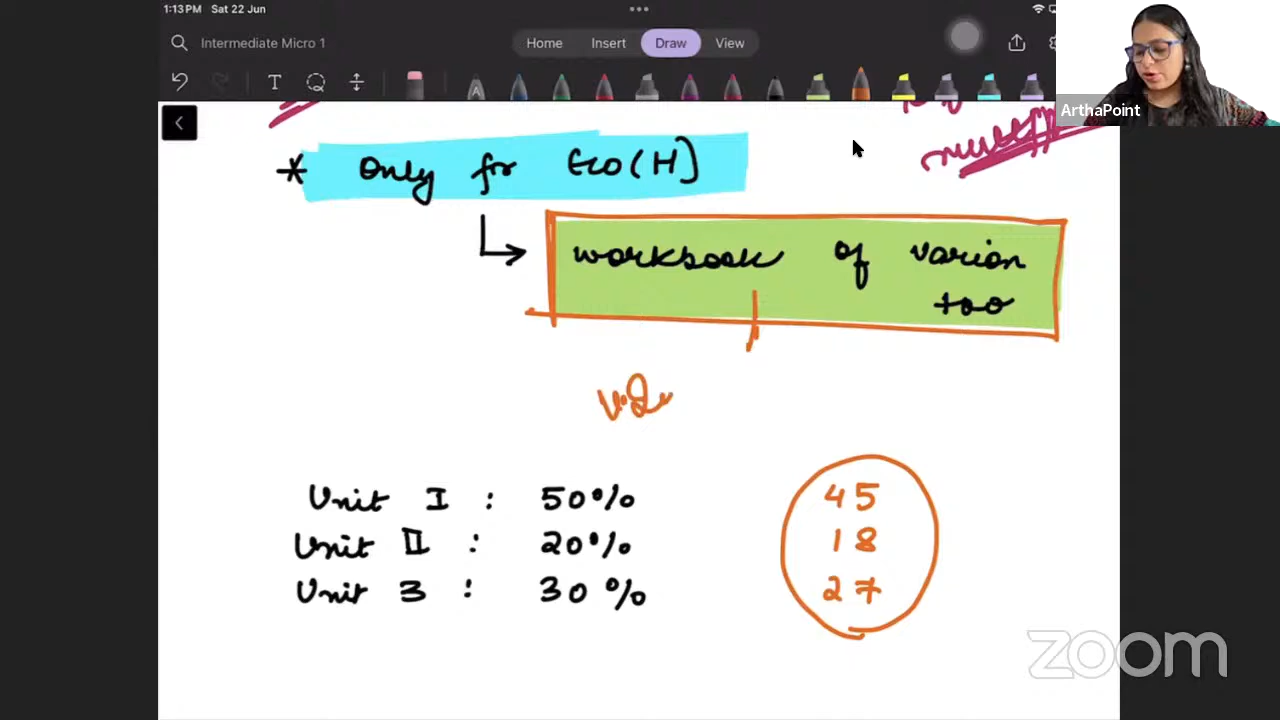 1:13 PM Sat 22 Jun
Intermediate Micro 1
Home Insert Draw View
ArthaPoint
* Only for Eco(H)
workbook of varian
too
Unit I : 50% 45
Unit II : 20% 18
Unit 3 : 30% 27
zoom